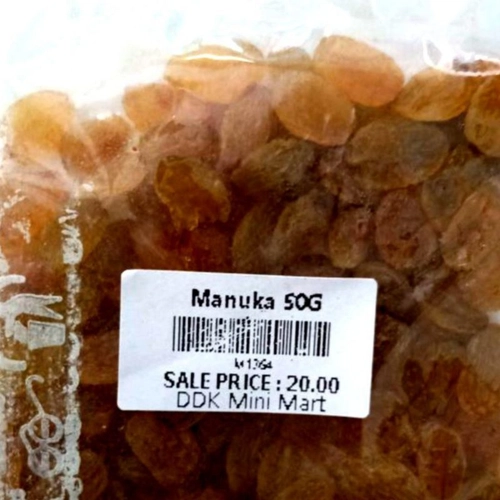 Manuka 50G
M1364
SALE PRICE : 20.00
DDK Mini Mart